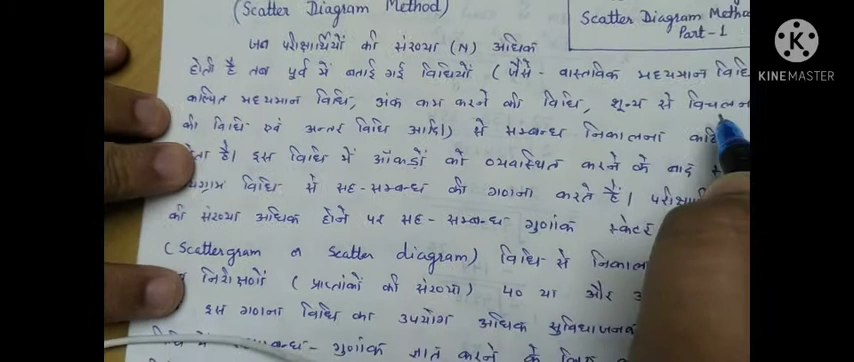 (Scatter Diagram Method)
Scatter Diagram Metho
Part-1
KINEMASTER
जब परीक्षार्थियों की संख्या (N) अधिक
होती है तब पूर्व में बताई गई विधियों (जैसे - वास्तविक मध्यमान विधि
कल्पित मध्यमान विधि, अंक कम करने की विधि, शून्य से विचलन
की विधि एवं अन्तर विधि आदि) से सम्बन्ध निकालना
है। इस विधि में आँकड़ों को व्यवस्थित करने के बाद
विधि से सह-सम्बन्ध की गणना करते हैं। परीक्षा
की संख्या अधिक होने पर सह-सम्बन्ध गुणांक स्केटर
(Scattergram or Scatter diagram) विधि से निकाल
(प्राप्तांकों की संख्या) 40 या और
इस गणना विधि का उपयोग अधिक सुविधाजनक
गुणांक ज्ञात करने के लिए